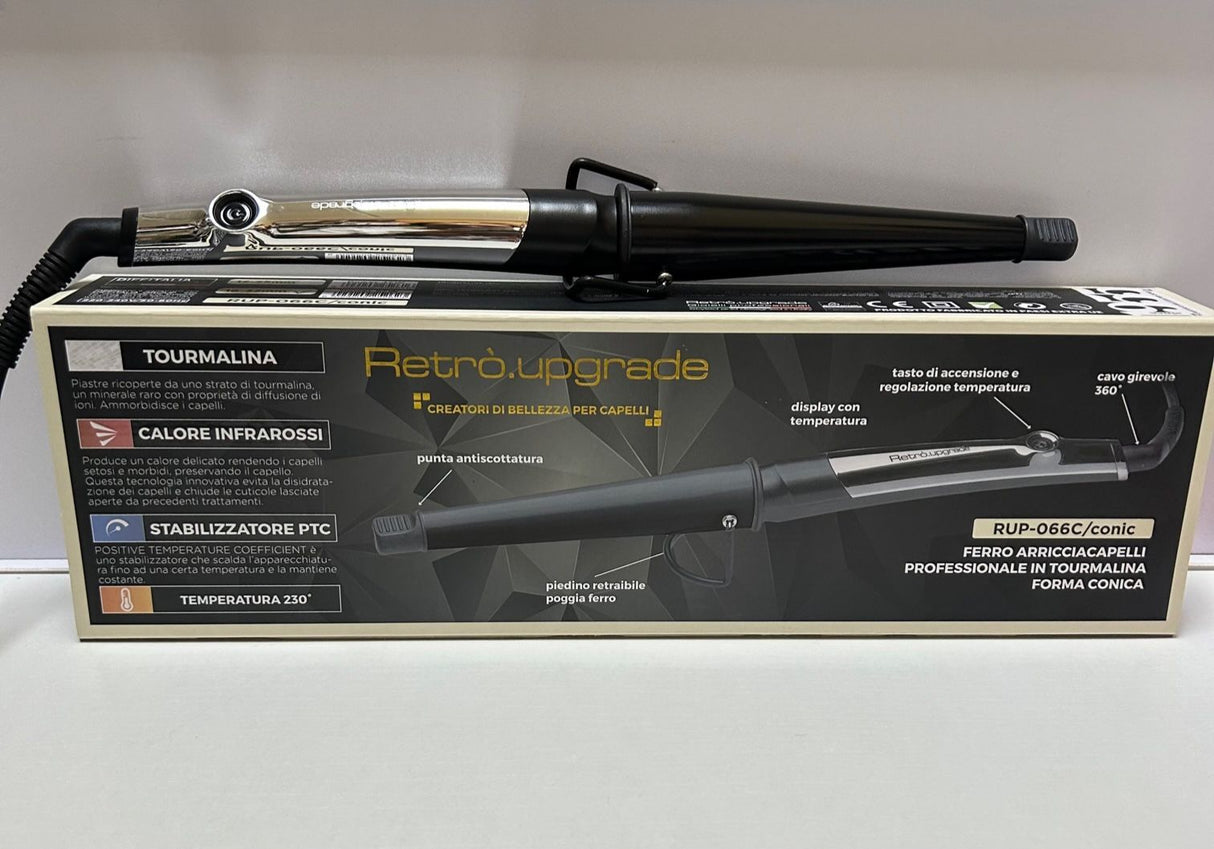 RUP-066C/conic
Retrò.upgrade
CE
PRODOTTO FABBRICATO IN PAESI EXTRA UE
TOURMALINA
Piastre ricoperte da uno strato di tourmalina,
un minerale raro con proprietà di diffusione di
ioni. Ammorbidisce i capelli.
CALORE INFRAROSSI
Produce un calore delicato rendendo i capelli
setosi e morbidi, preservando il capello.
Questa tecnologia innovativa evita la disidrata-
zione dei capelli e chiude le cuticole lasciate
aperte da precedenti trattamenti.
STABILIZZATORE PTC
POSITIVE TEMPERATURE COEFFICIENT è
uno stabilizzatore che scalda l'apparecchiatu-
ra fino ad una certa temperatura e la mantiene
costante.
TEMPERATURA 230°
Retrò.upgrade
CREATORI DI BELLEZZA PER CAPELLI
punta antiscottatura
piedino retraibile
poggia ferro
display con
temperatura
tasto di accensione e
regolazione temperatura
cavo girevole
360°
Retrò.upgrade
RUP-066C/conic
FERRO ARRICCIACAPELLI
PROFESSIONALE IN TOURMALINA
FORMA CONICA